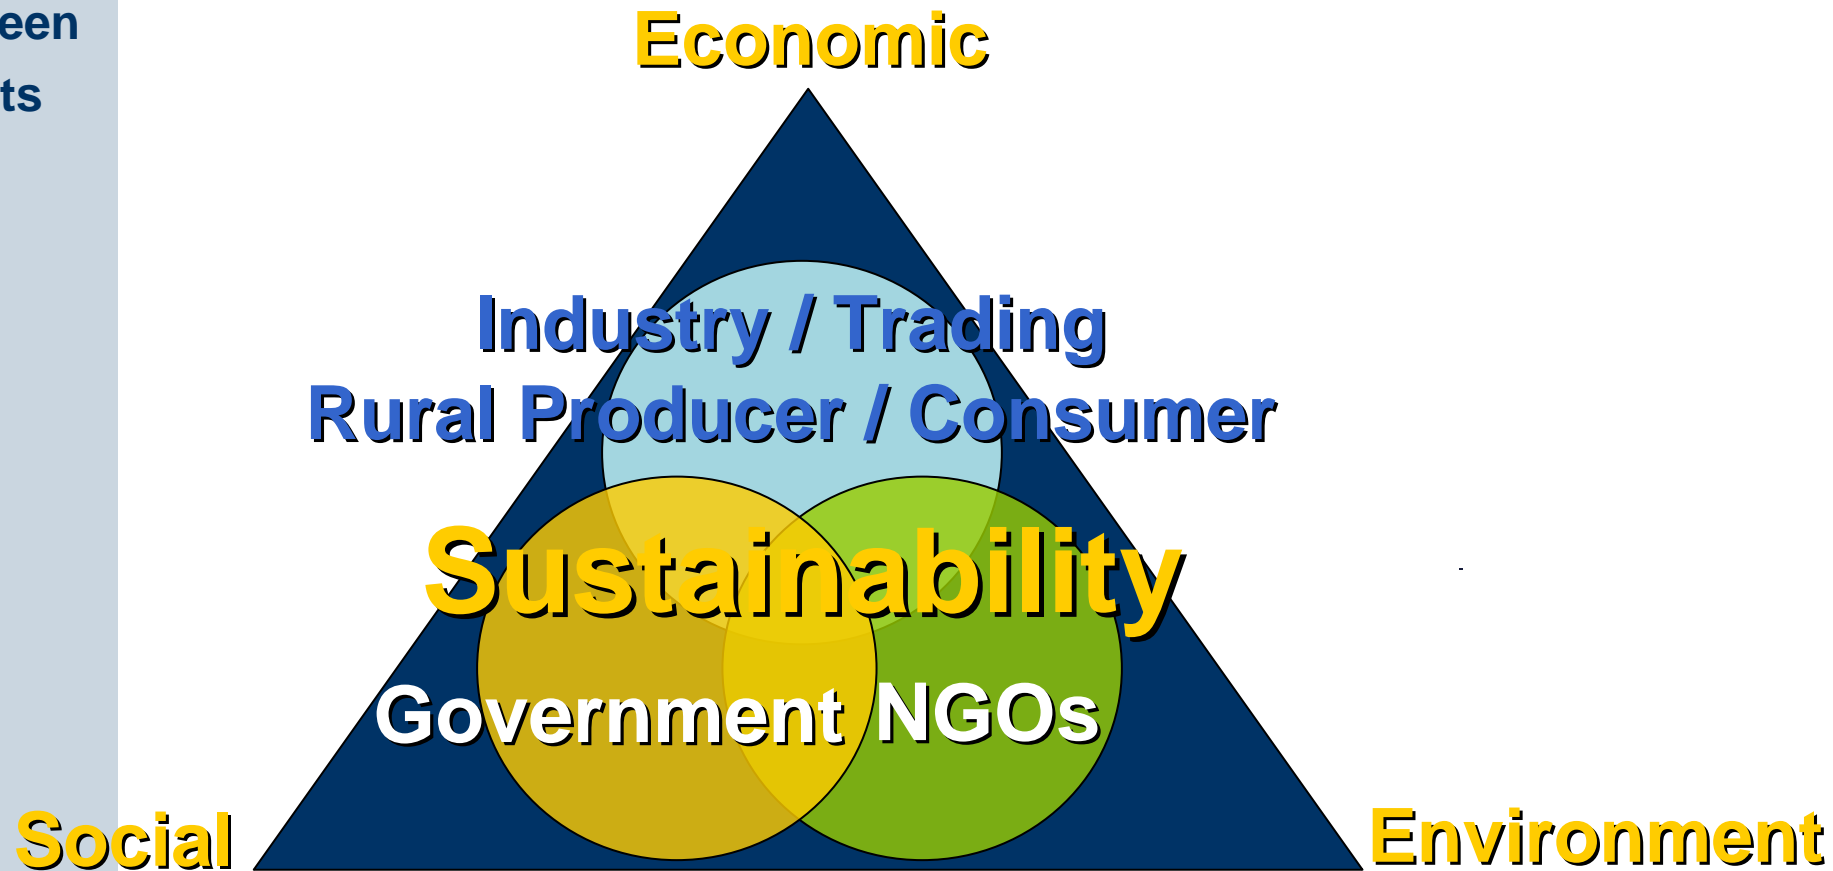 een
ts
Economic
Industry / Trading
Rural Producer / Consumer
Sustainability
Government NGOs
Social
Environment